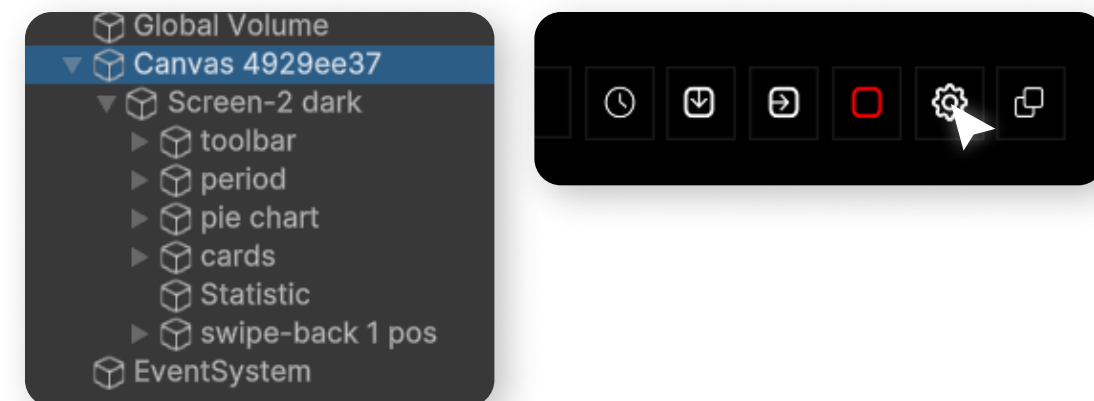 Global Volume
Canvas 4929ee37
Screen-2 dark
toolbar
period
pie chart
cards
Statistic
swipe-back 1 pos
EventSystem